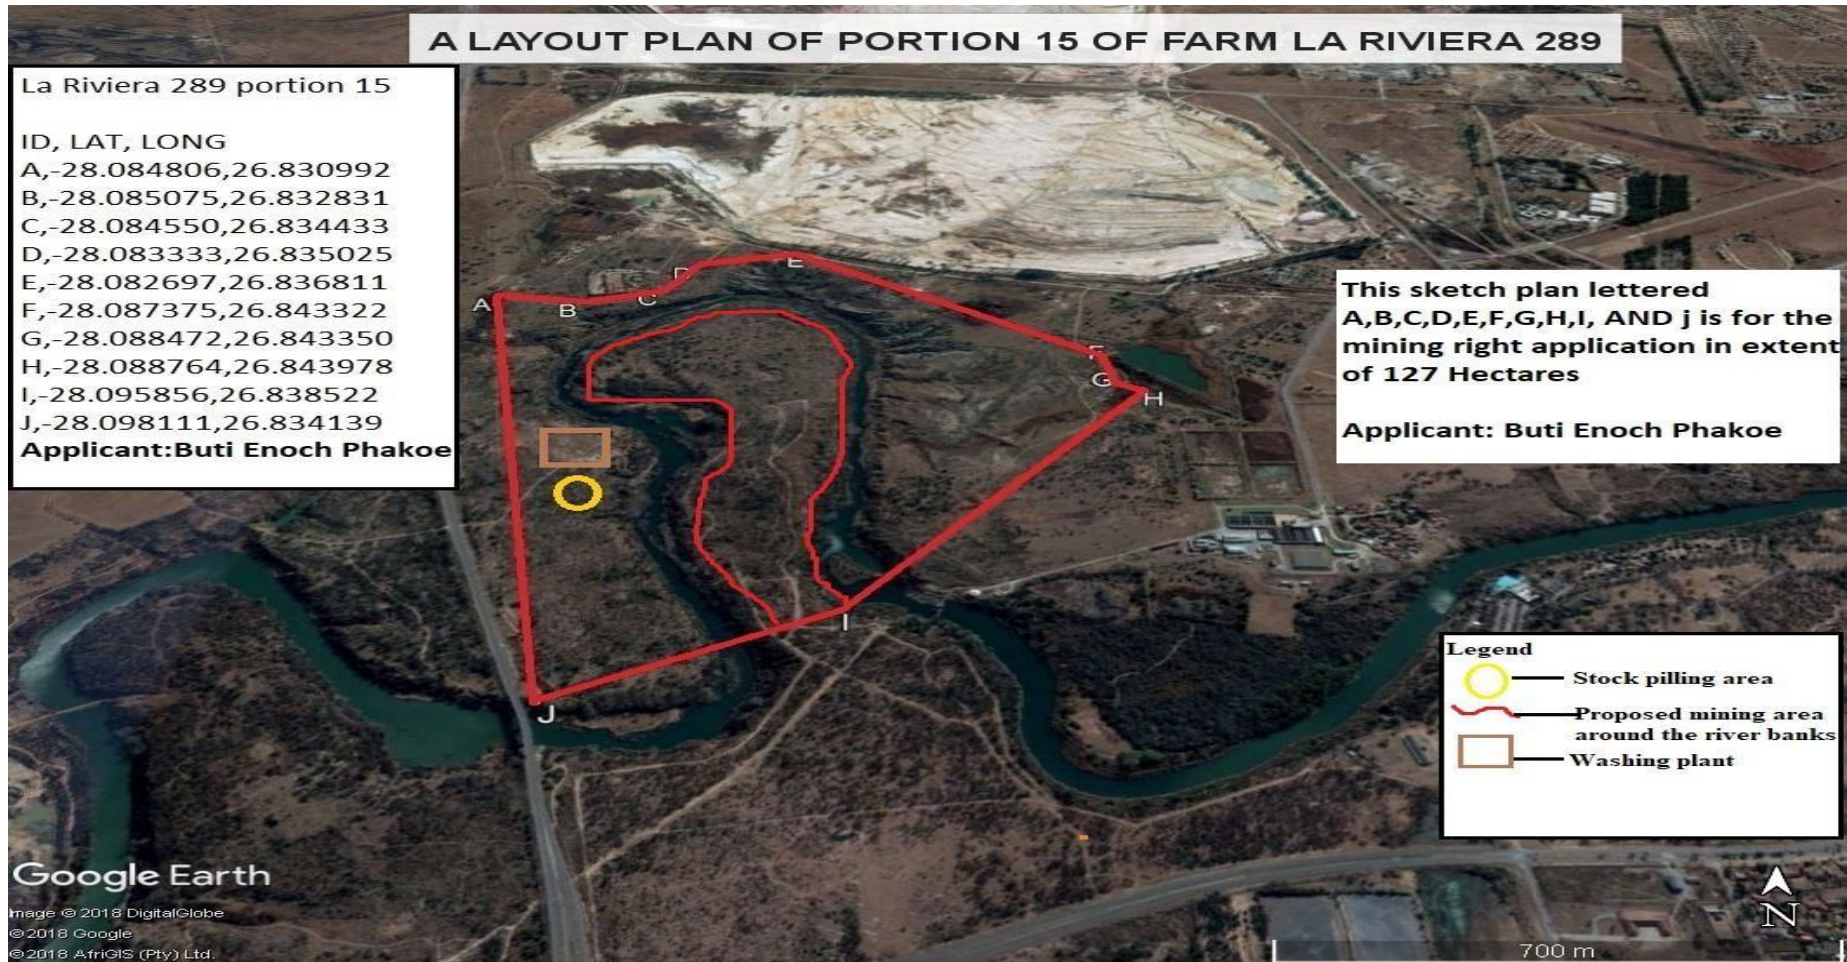 A LAYOUT PLAN OF PORTION 15 OF FARM LA RIVIERA 289
La Riviera 289 portion 15
ID, LAT, LONG
A,-28.084806,26.830992
B,-28.085075,26.832831
C,-28.084550,26.834433
D,-28.083333,26.835025
E,-28.082697,26.836811
F,-28.087375,26.843322
G,-28.088472,26.843350
H,-28.088764,26.843978
I,-28.095856,26.838522
J,-28.098111,26.834139
Applicant:Buti Enoch Phakoe
A
B
C
D
E
F
G
H
I
J
This sketch plan lettered
A,B,C,D,E,F,G,H,I, AND j is for the
mining right application in extent
of 127 Hectares
Applicant: Buti Enoch Phakoe
Legend
Stock pilling area
Proposed mining area
around the river banks
Washing plant
Google Earth
Image © 2018 DigitalGlobe
© 2018 Google
© 2018 AfriGIS (Pty) Ltd.
N
700 m